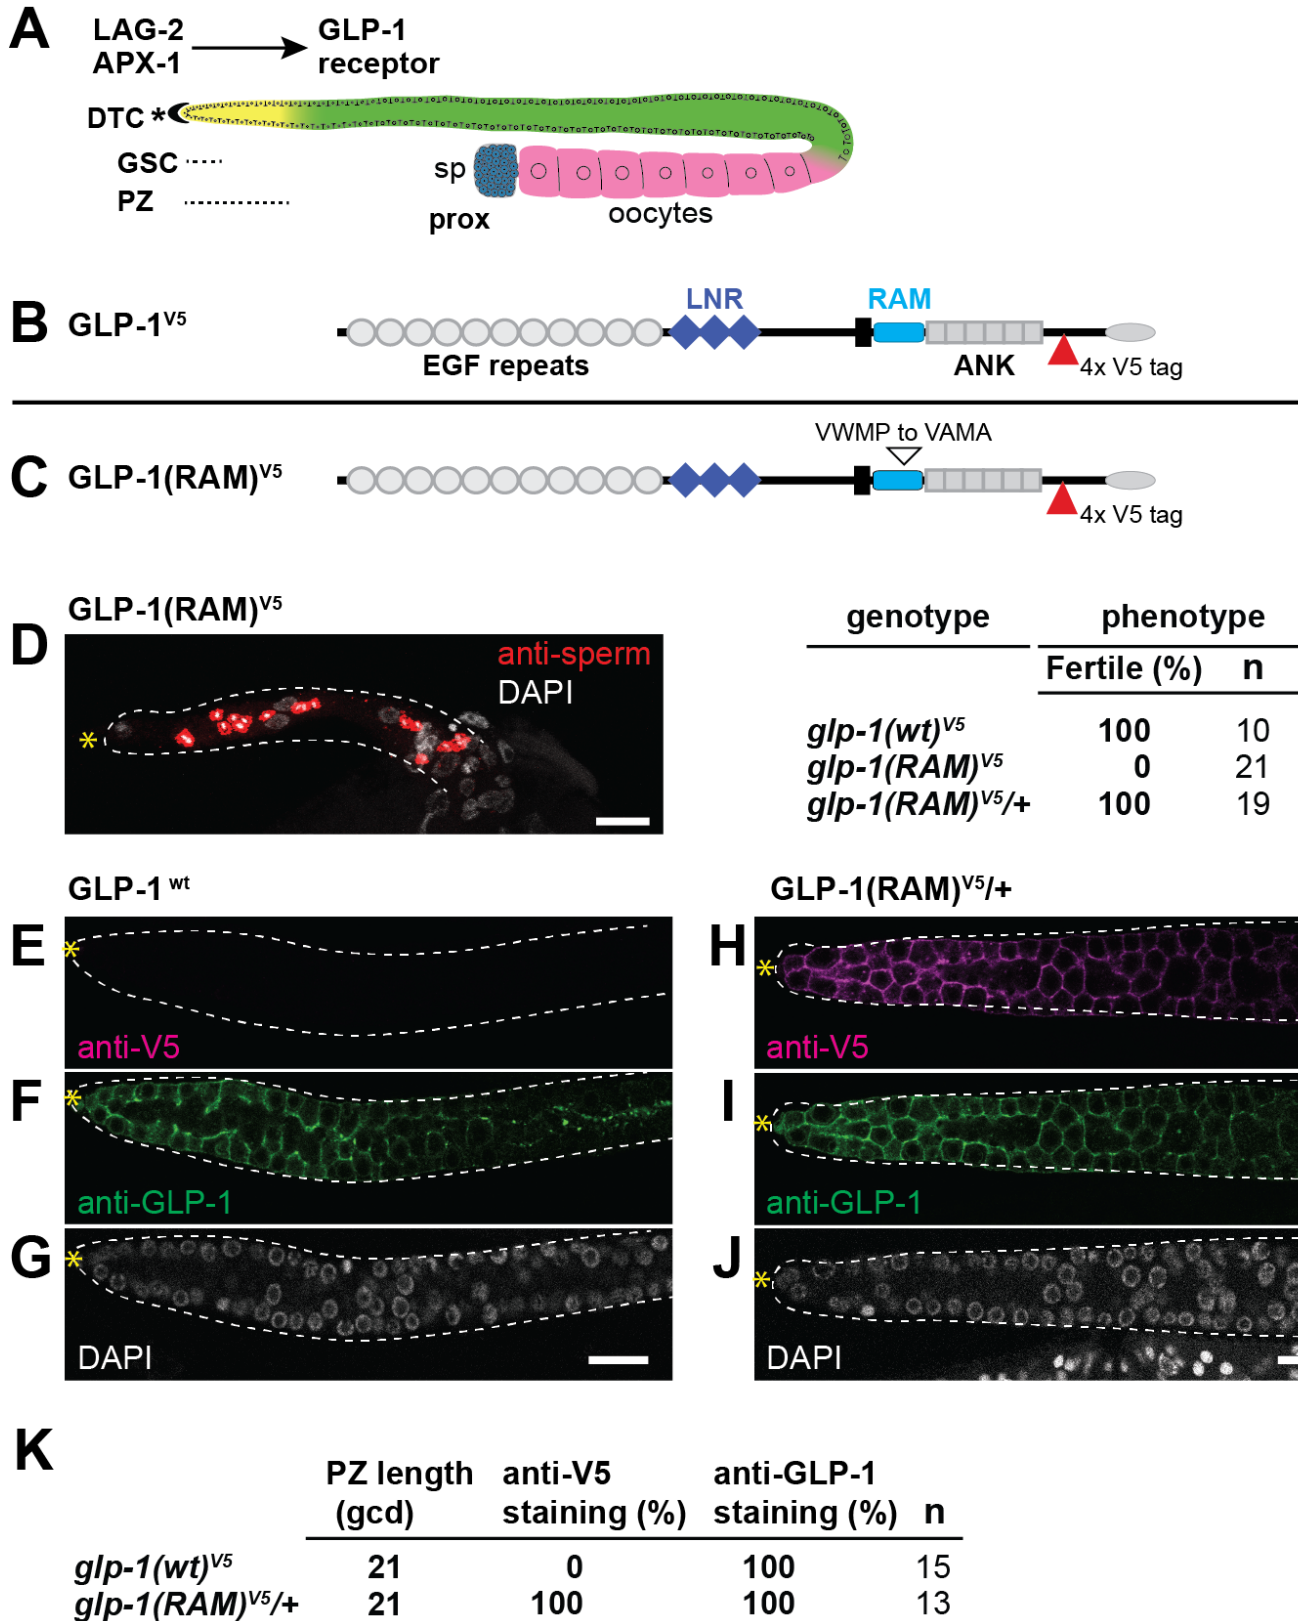 A
LAG-2
APX-1
GLP-1
receptor
DTC *
GSC
PZ
sp
prox
oocytes
B
GLP-1V5
LNR
RAM
EGF repeats
ANK
4x V5 tag
C
GLP-1(RAM)V5
VWMP to VAMA
4x V5 tag
GLP-1(RAM)V5
D
anti-sperm
DAPI
*
genotype phenotype
Fertile (%) n
glp-1(wt)V5 100 10
glp-1(RAM)V5 0 21
glp-1(RAM)V5/+ 100 19
GLP-1 wt
E
*
anti-V5
F
*
anti-GLP-1
G
*
DAPI
GLP-1(RAM)V5/+
H
*
anti-V5
I
*
anti-GLP-1
J
*
DAPI
K
PZ length anti-V5 anti-GLP-1
(gcd) staining (%) staining (%) n
glp-1(wt)V5 21 0 100 15
glp-1(RAM)V5/+ 21 100 100 13